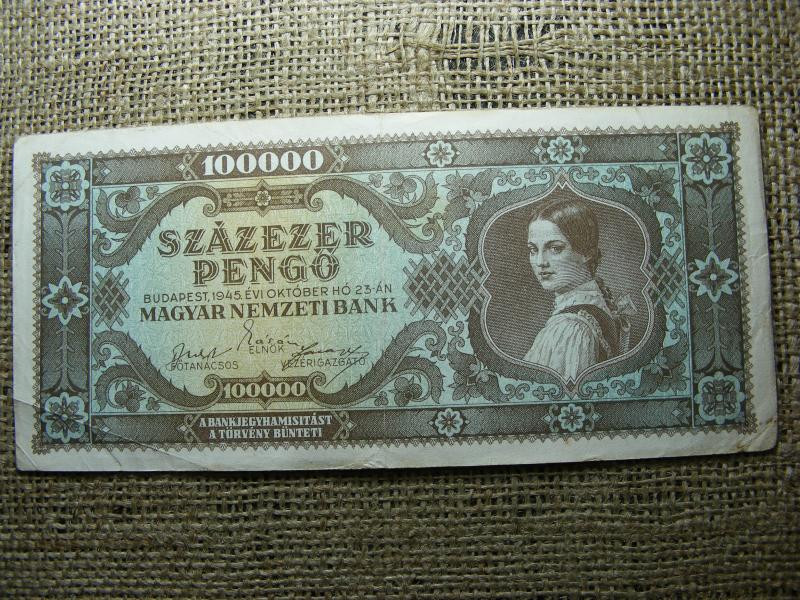 100000
SZÁZEZER
PENGŐ
BUDAPEST, 1945. ÉVI OKTÓBER HÓ 23-ÁN
MAGYAR NEMZETI BANK
ELNÖK
FŐTANÁCSOS VEZÉRIGAZGATÓ
100000
A BANKJEGYHAMISITÁST
A TÖRVÉNY BÜNTETI